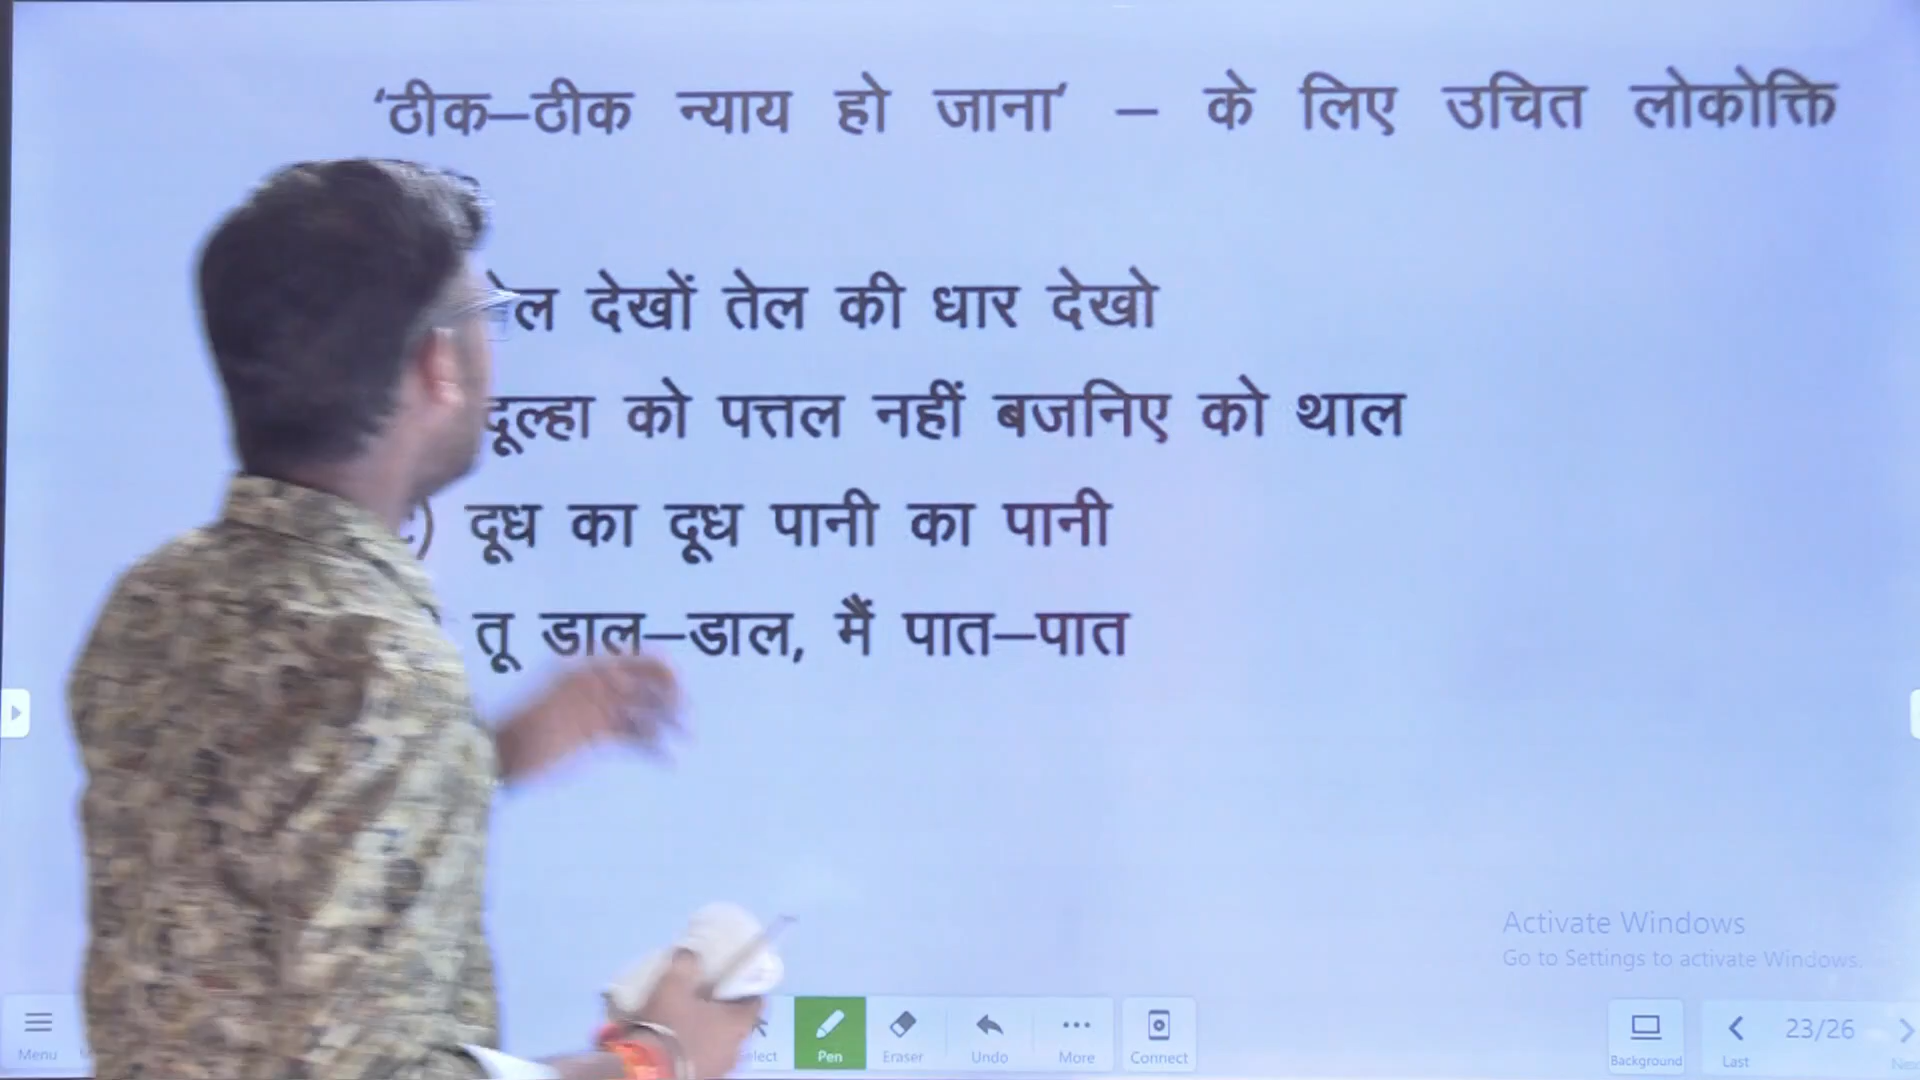 ‘ठीक–ठीक न्याय हो जाना’ – के लिए उचित लोकोक्ति
देखों तेल की धार देखो
दूल्हा को पत्तल नहीं बजनिए को थाल
दूध का दूध पानी का पानी
तू डाल–डाल, मैं पात–पात
Activate Windows
Go to Settings to activate Windows.
Menu
Pen
Eraser
Undo
More
Connect
Background
Last
23/26